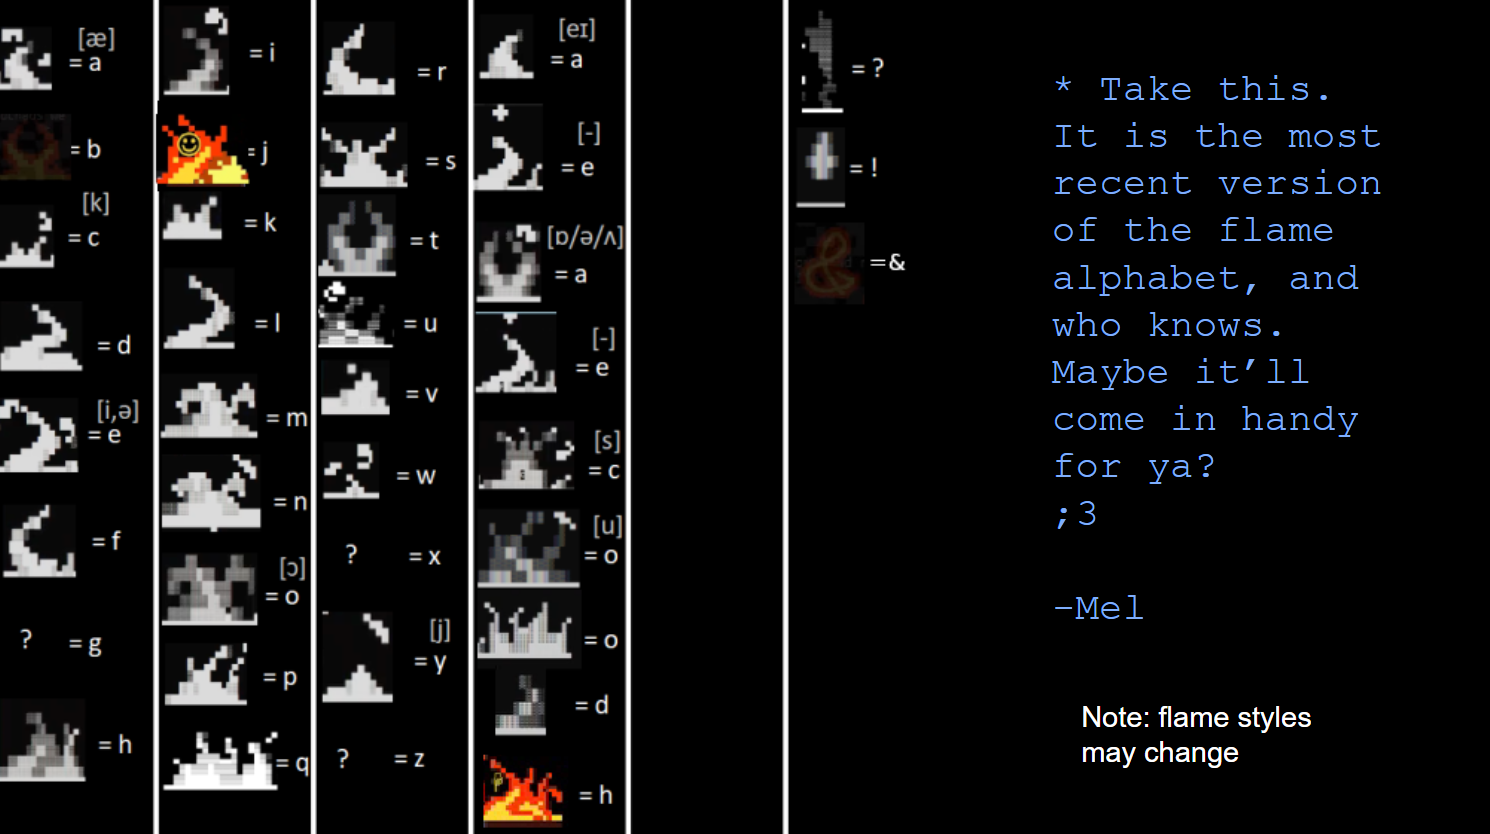 [æ]
= a
= b
[k]
= c
= d
[i,ə]
= e
= f
? = g
= h
= i
= j
= k
= l
= m
= n
[ɔ]
= o
= p
= q
= r
= s
= t
= u
= v
= w
? = x
[j]
= y
? = z
[eɪ]
= a
[-]
= e
[ɒ/ə/ʌ]
= a
[-]
= e
[s]
= c
[u]
= o
= o
= d
= h
= ?
= !
=&
* Take this.
It is the most
recent version
of the flame
alphabet, and
who knows.
Maybe it’ll
come in handy
for ya?
;3
–Mel
Note: flame styles
may change